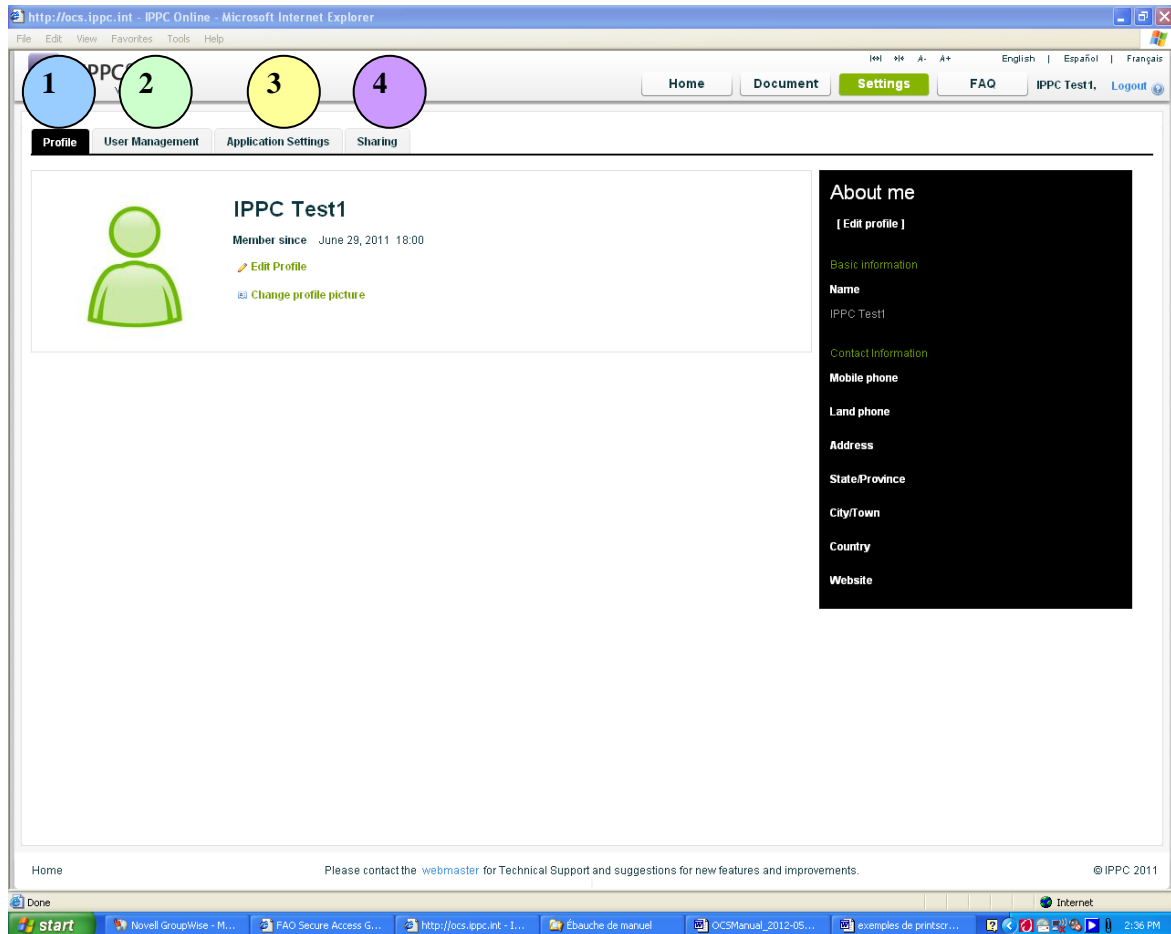 http://ocs.ippc.int - IPPC Online - Microsoft Internet Explorer
File Edit View Favorites Tools Help
A- A+ English | Español | Français
1 2 3 4
Home Document Settings FAQ IPPC Test1, Logout
Profile User Management Application Settings Sharing
IPPC Test1
Member since June 29, 2011 18:00
Edit Profile
Change profile picture
About me
[ Edit profile ]
Basic information
Name
IPPC Test1
Contact Information
Mobile phone
Land phone
Address
State/Province
City/Town
Country
Website
Home Please contact the webmaster for Technical Support and suggestions for new features and improvements. © IPPC 2011
Done Internet
start Novell GroupWise - M... FAO Secure Access G... http://ocs.ippc.int - I... Ébauche de manuel OCSManual_2012-05... exemples de printscr... 2:36 PM